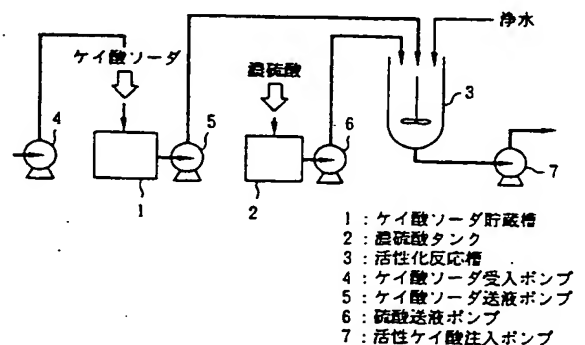 浄水
ケイ酸ソーダ
濃硫酸
4
5
6
3
7
1
2
1：ケイ酸ソーダ貯蔵槽
2：濃硫酸タンク
3：活性化反応槽
4：ケイ酸ソーダ受入ポンプ
5：ケイ酸ソーダ送液ポンプ
6：硫酸送液ポンプ
7：活性ケイ酸注入ポンプ